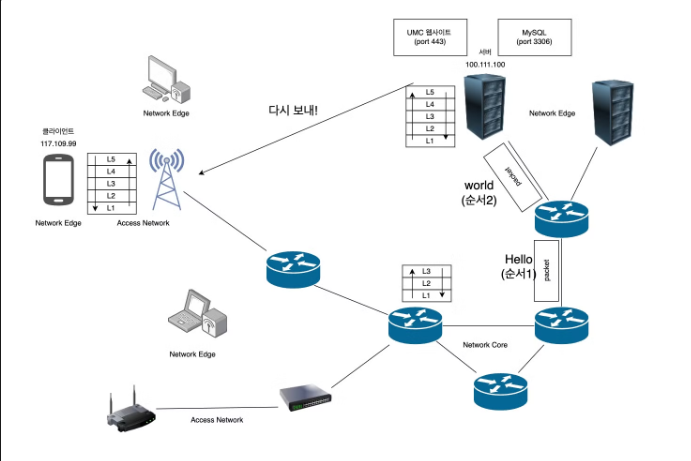 UMC 웹사이트
(port 443)
MySQL
(port 3306)
서버
100.111.100
Network Edge
다시 보내!
L5
L4
L3
L2
L1
Network Edge
클라이언트
117.109.99
L5
L4
L3
L2
L1
Network Edge
Access Network
packet
world
(순서2)
Hello
(순서1)
packet
L3
L2
L1
Network Core
Network Edge
Access Network